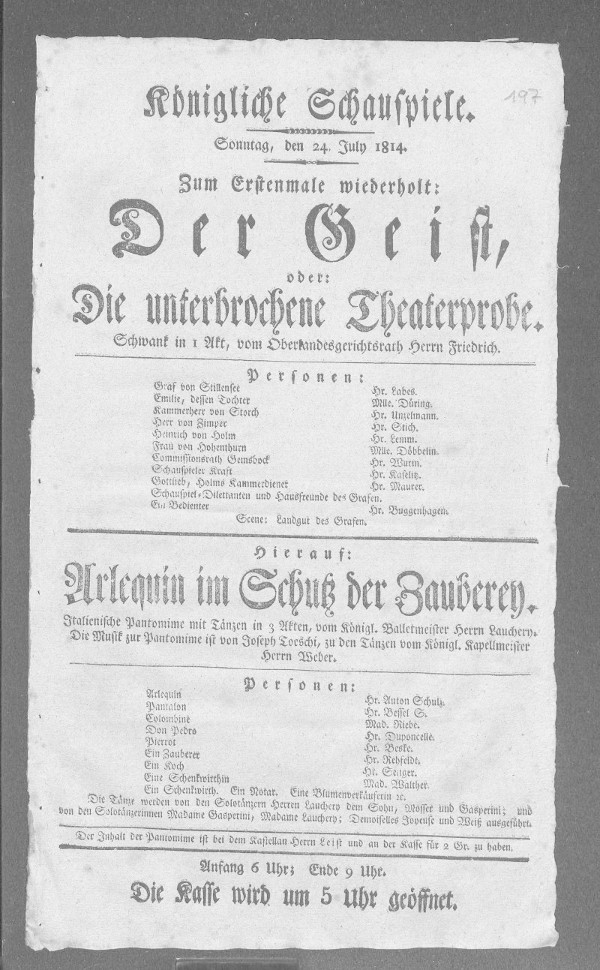 197
Königliche Schauspiele.
Sonntag, den 24. July 1814.
Zum Erstenmale wiederholt:
Der Geist,
oder:
Die unterbrochene Theaterprobe.
Schwank in 1 Akt, vom Oberlandesgerichtsrath Herrn Friedrich.
Personen:
Graf von Stillensee Hr. Labes.
Emilie, dessen Tochter Mlle. Düring.
Kammerherr von Storch Hr. Unzelmann.
Herr von Zimper Hr. Stich.
Heinrich von Holm Hr. Lemm.
Frau von Hohenthurn Mlle. Döbbelin.
Commissionsrath Gemsbock Hr. Wurm.
Schauspieler Kraft Hr. Kaselitz.
Gottlieb, Holms Kammerdiener Hr. Maurer.
Schauspiel-Dilettanten und Hausfreunde des Grafen.
Ein Bedienter Hr. Buggenhagen.
Scene: Landgut des Grafen.
Hierauf:
Arlequin im Schutz der Zauberey.
Italienische Pantomime mit Tänzen in 3 Akten, vom Königl. Balletmeister Herrn Lauchery.
Die Musik zur Pantomime ist von Joseph Toeschi, zu den Tänzen vom Königl. Kapellmeister
Herrn Weber.
Personen:
Arlequin Hr. Anton Schulz.
Pantalon Hr. Bessel S.
Colombine Mad. Riebe.
Don Pedro Hr. Duponcelle.
Pierrot Hr. Beske.
Ein Zauberer Hr. Rehfeldt.
Ein Koch Hr. Senger.
Eine Schenkwirthin Mad. Walther.
Ein Schenkwirth. Ein Notar. Eine Blumenverkäuferin ꝛc.
Die Tänze werden von den Solotänzern Herren Lauchery dem Sohn, Mosser und Gasperini; und
von den Solotänzerinnen Madame Gasperini, Madame Lauchery; Demoiselles Joyeuse und Weiß ausgeführt.
Der Inhalt der Pantomime ist bei dem Kastellan Herrn Leist und an der Kasse für 2 Gr. zu haben.
Anfang 6 Uhr; Ende 9 Uhr.
Die Kasse wird um 5 Uhr geöffnet.